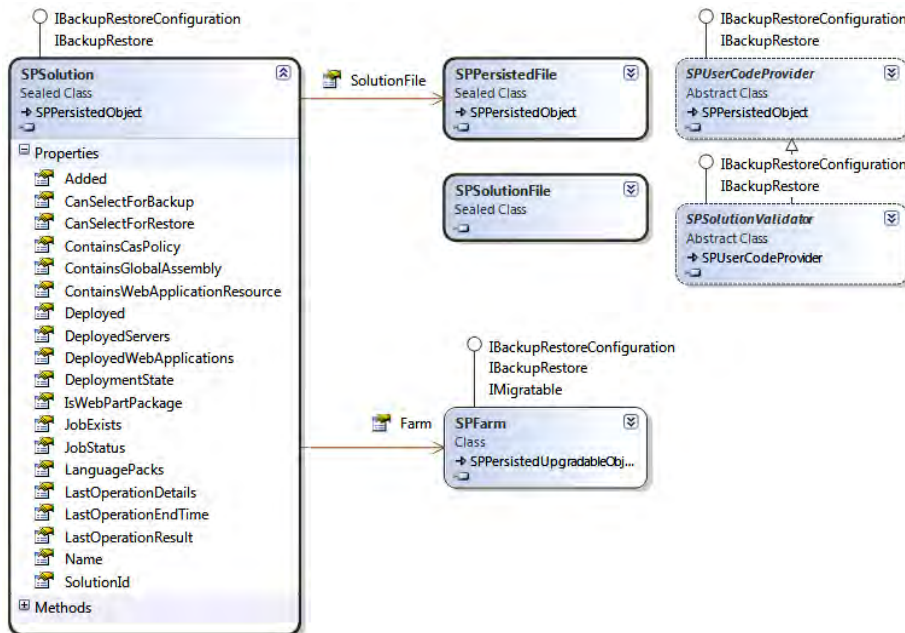 IBackupRestoreConfiguration
IBackupRestore
SPSolution
Sealed Class
SPPersistedObject
Properties
Added
CanSelectForBackup
CanSelectForRestore
ContainsCasPolicy
ContainsGlobalAssembly
ContainsWebApplicationResource
Deployed
DeployedServers
DeployedWebApplications
DeploymentState
IsWebPartPackage
JobExists
JobStatus
LanguagePacks
LastOperationDetails
LastOperationEndTime
LastOperationResult
Name
SolutionId
Methods
SolutionFile
SPPersistedFile
Sealed Class
SPPersistedObject
SPSolutionFile
Sealed Class
Farm
IBackupRestoreConfiguration
IBackupRestore
IMigratable
SPFarm
Class
SPPersistedUpgradableObj...
IBackupRestoreConfiguration
IBackupRestore
SPUserCodeProvider
Abstract Class
SPPersistedObject
IBackupRestoreConfiguration
IBackupRestore
SPSolutionValidator
Abstract Class
SPUserCodeProvider